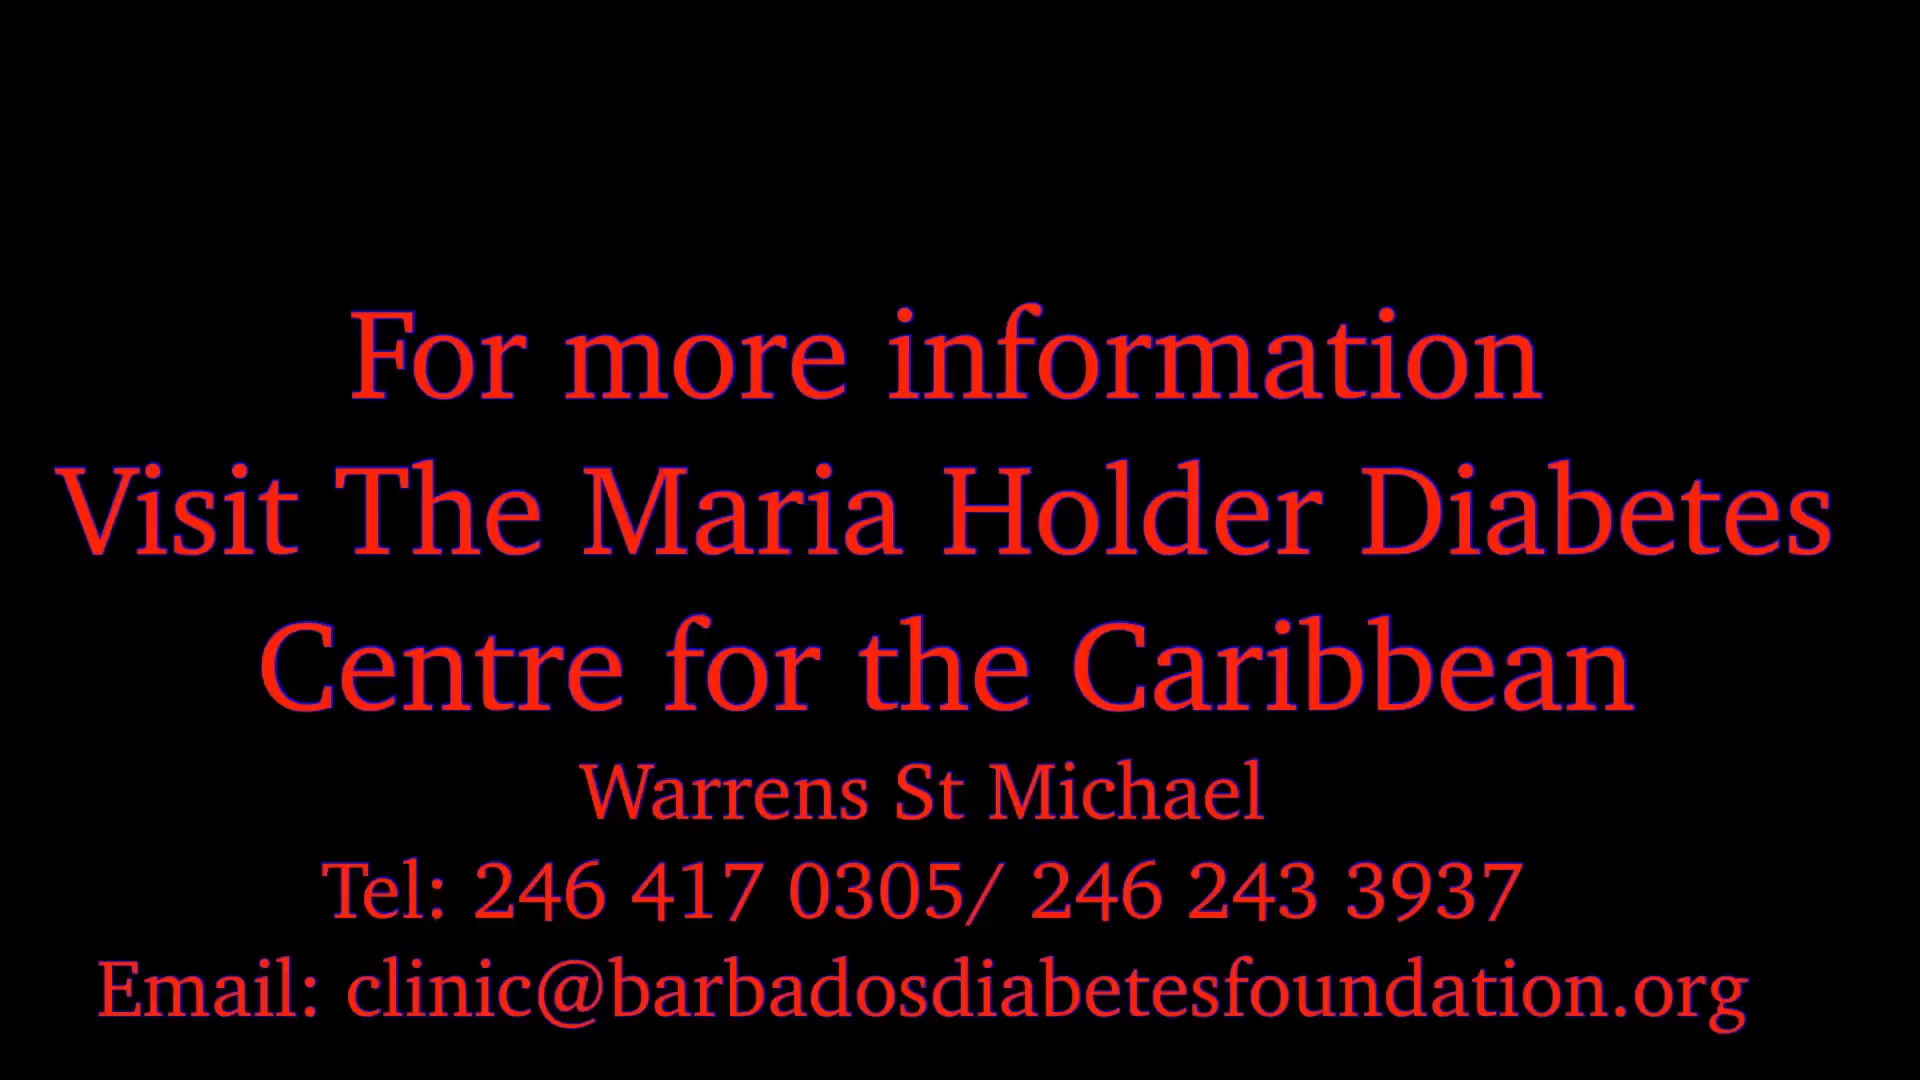 For more information
Visit The Maria Holder Diabetes
Centre for the Caribbean
Warrens St Michael
Tel: 246 417 0305/ 246 243 3937
Email: clinic@barbadosdiabetesfoundation.org